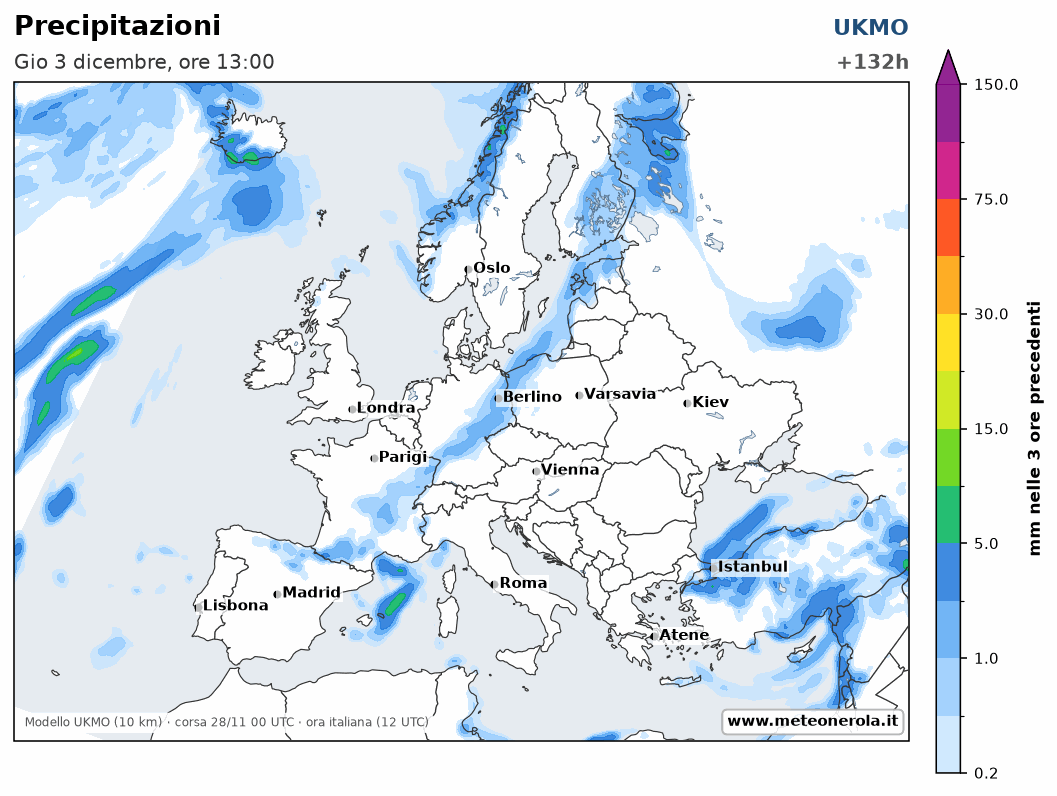 Precipitazioni
UKMO
Gio 3 dicembre, ore 13:00
+132h
Oslo
Berlino
Varsavia
Kiev
Londra
Parigi
Vienna
Istanbul
Roma
Madrid
Lisbona
Atene
Modello UKMO (10 km) · corsa 28/11 00 UTC · ora italiana (12 UTC)
www.meteonerola.it
150.0
75.0
30.0
15.0
5.0
1.0
0.2
mm nelle 3 ore precedenti